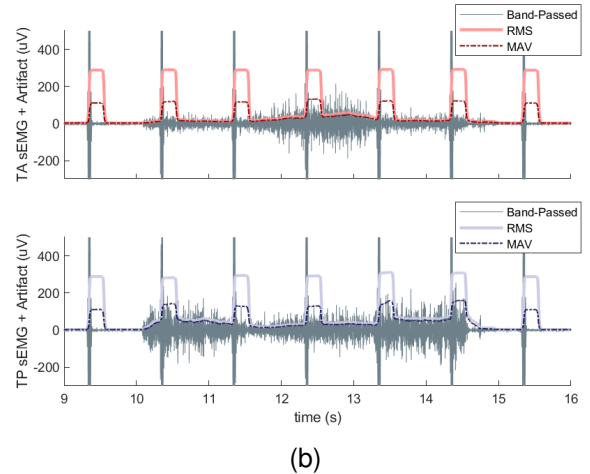 Band-Passed
RMS
MAV
TA sEMG + Artifact (uV)
400
200
0
-200
Band-Passed
RMS
MAV
TP sEMG + Artifact (uV)
400
200
0
-200
9 10 11 12 13 14 15 16
time (s)
(b)